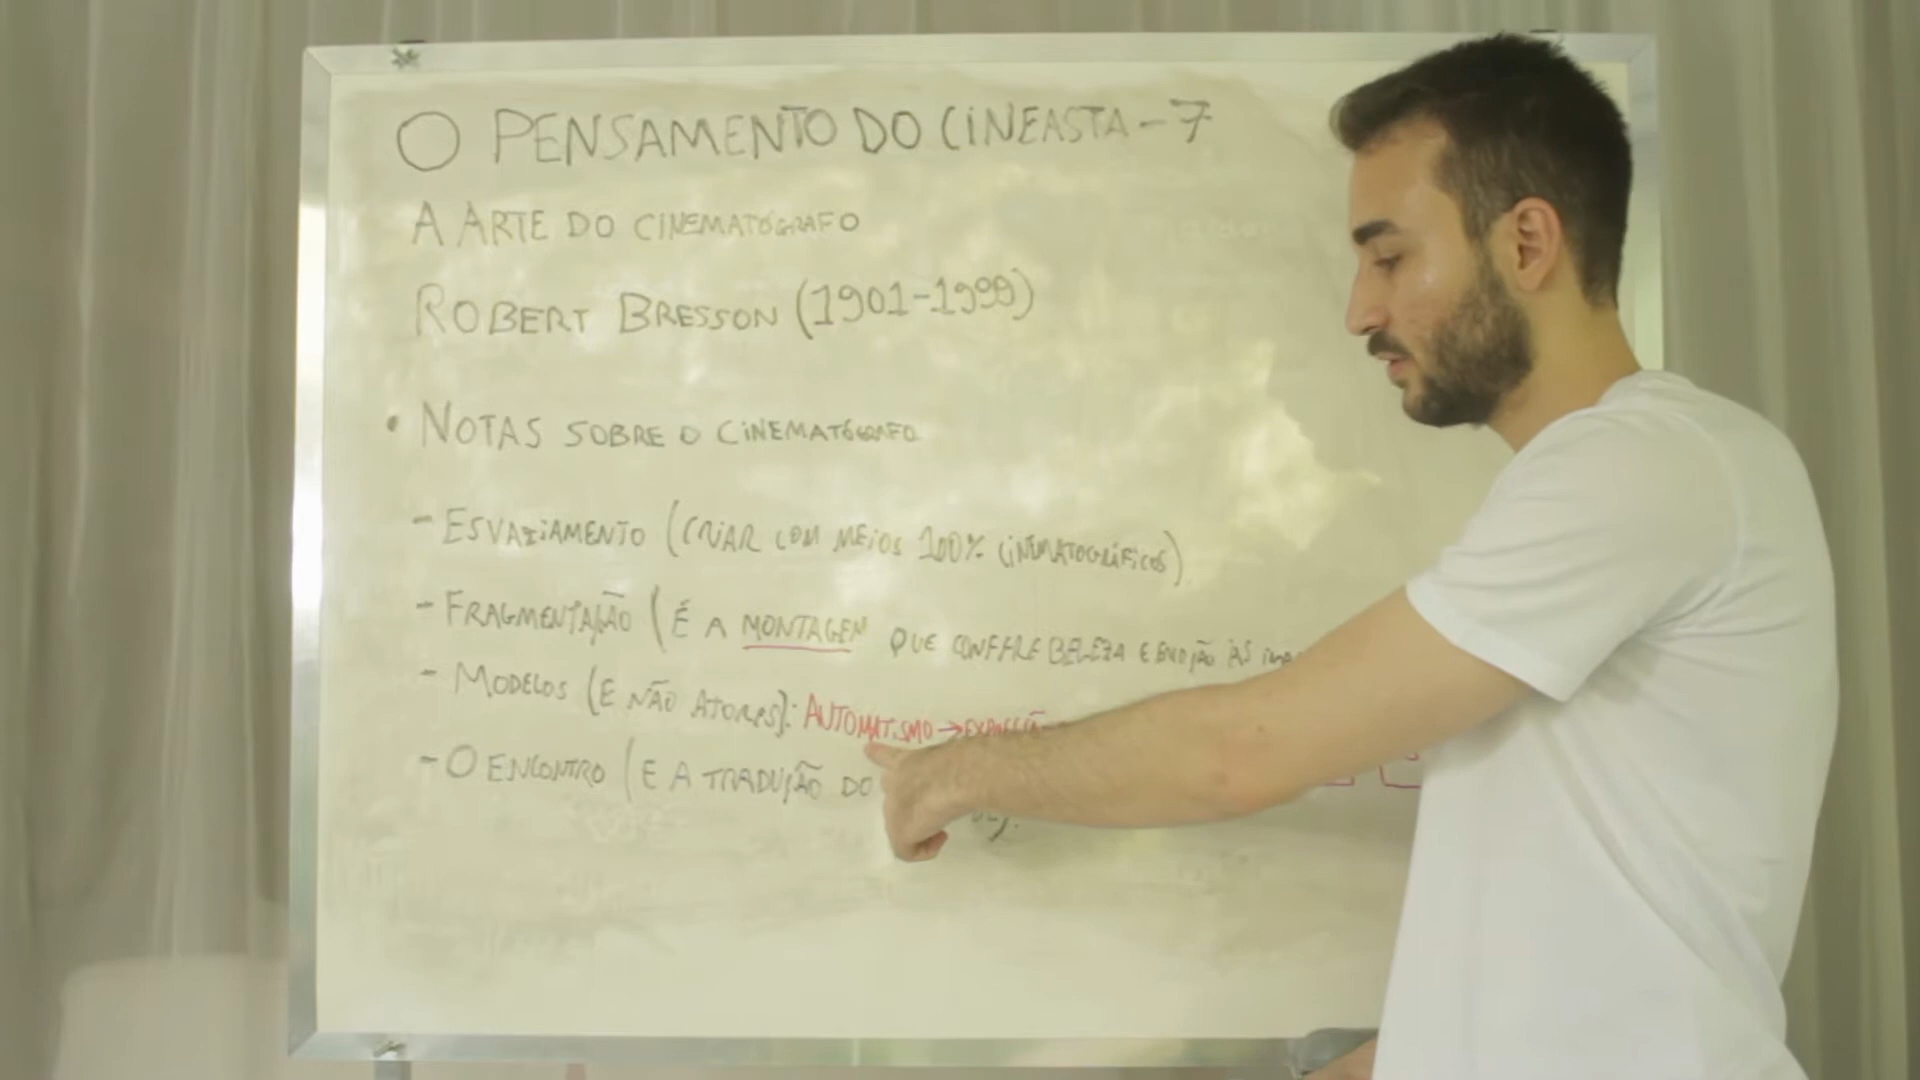 O PENSAMENTO DO CINEASTA - 7
A ARTE DO CINEMATÓGRAFO
ROBERT BRESSON (1901-1999)
• NOTAS SOBRE O CINEMATÓGRAFO
- ESVAZIAMENTO (CRIAR COM MEIOS 100% CINEMATOGRÁFICOS)
- FRAGMENTAÇÃO (É A MONTAGEM QUE CONFERE BELEZA E EMOÇÃO ÀS
- MODELOS (E NÃO ATORES): AUTOMATISMO →
- O ENCONTRO (E A TRADUÇÃO DO